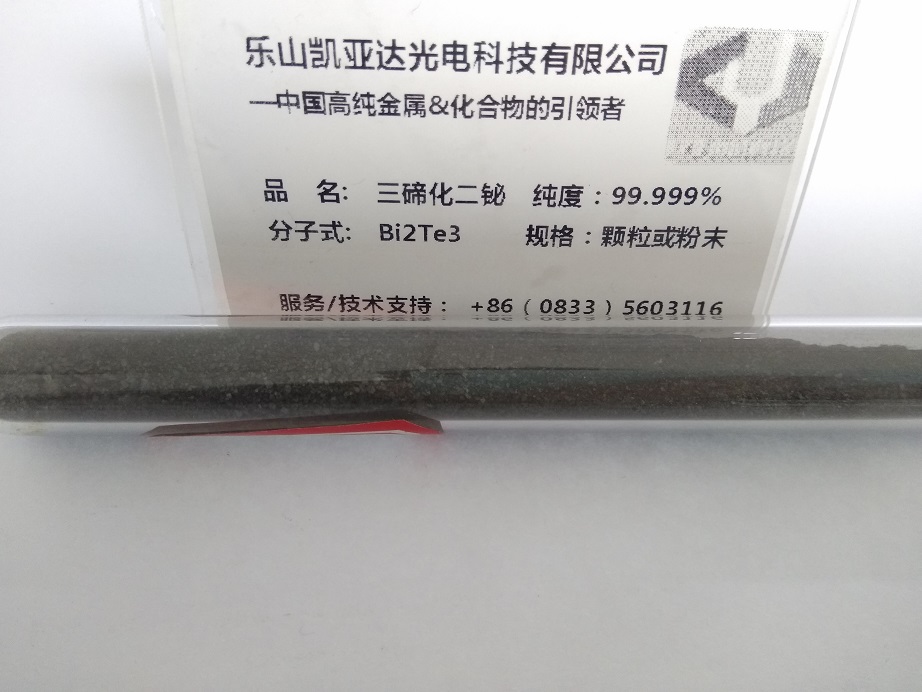 乐山凯亚达光电科技有限公司
—中国高纯金属&化合物的引领者
品 名: 三碲化二铋 纯度：99.999%
分子式: Bi2Te3 规格：颗粒或粉末
服务/技术支持： +86（0833）5603116